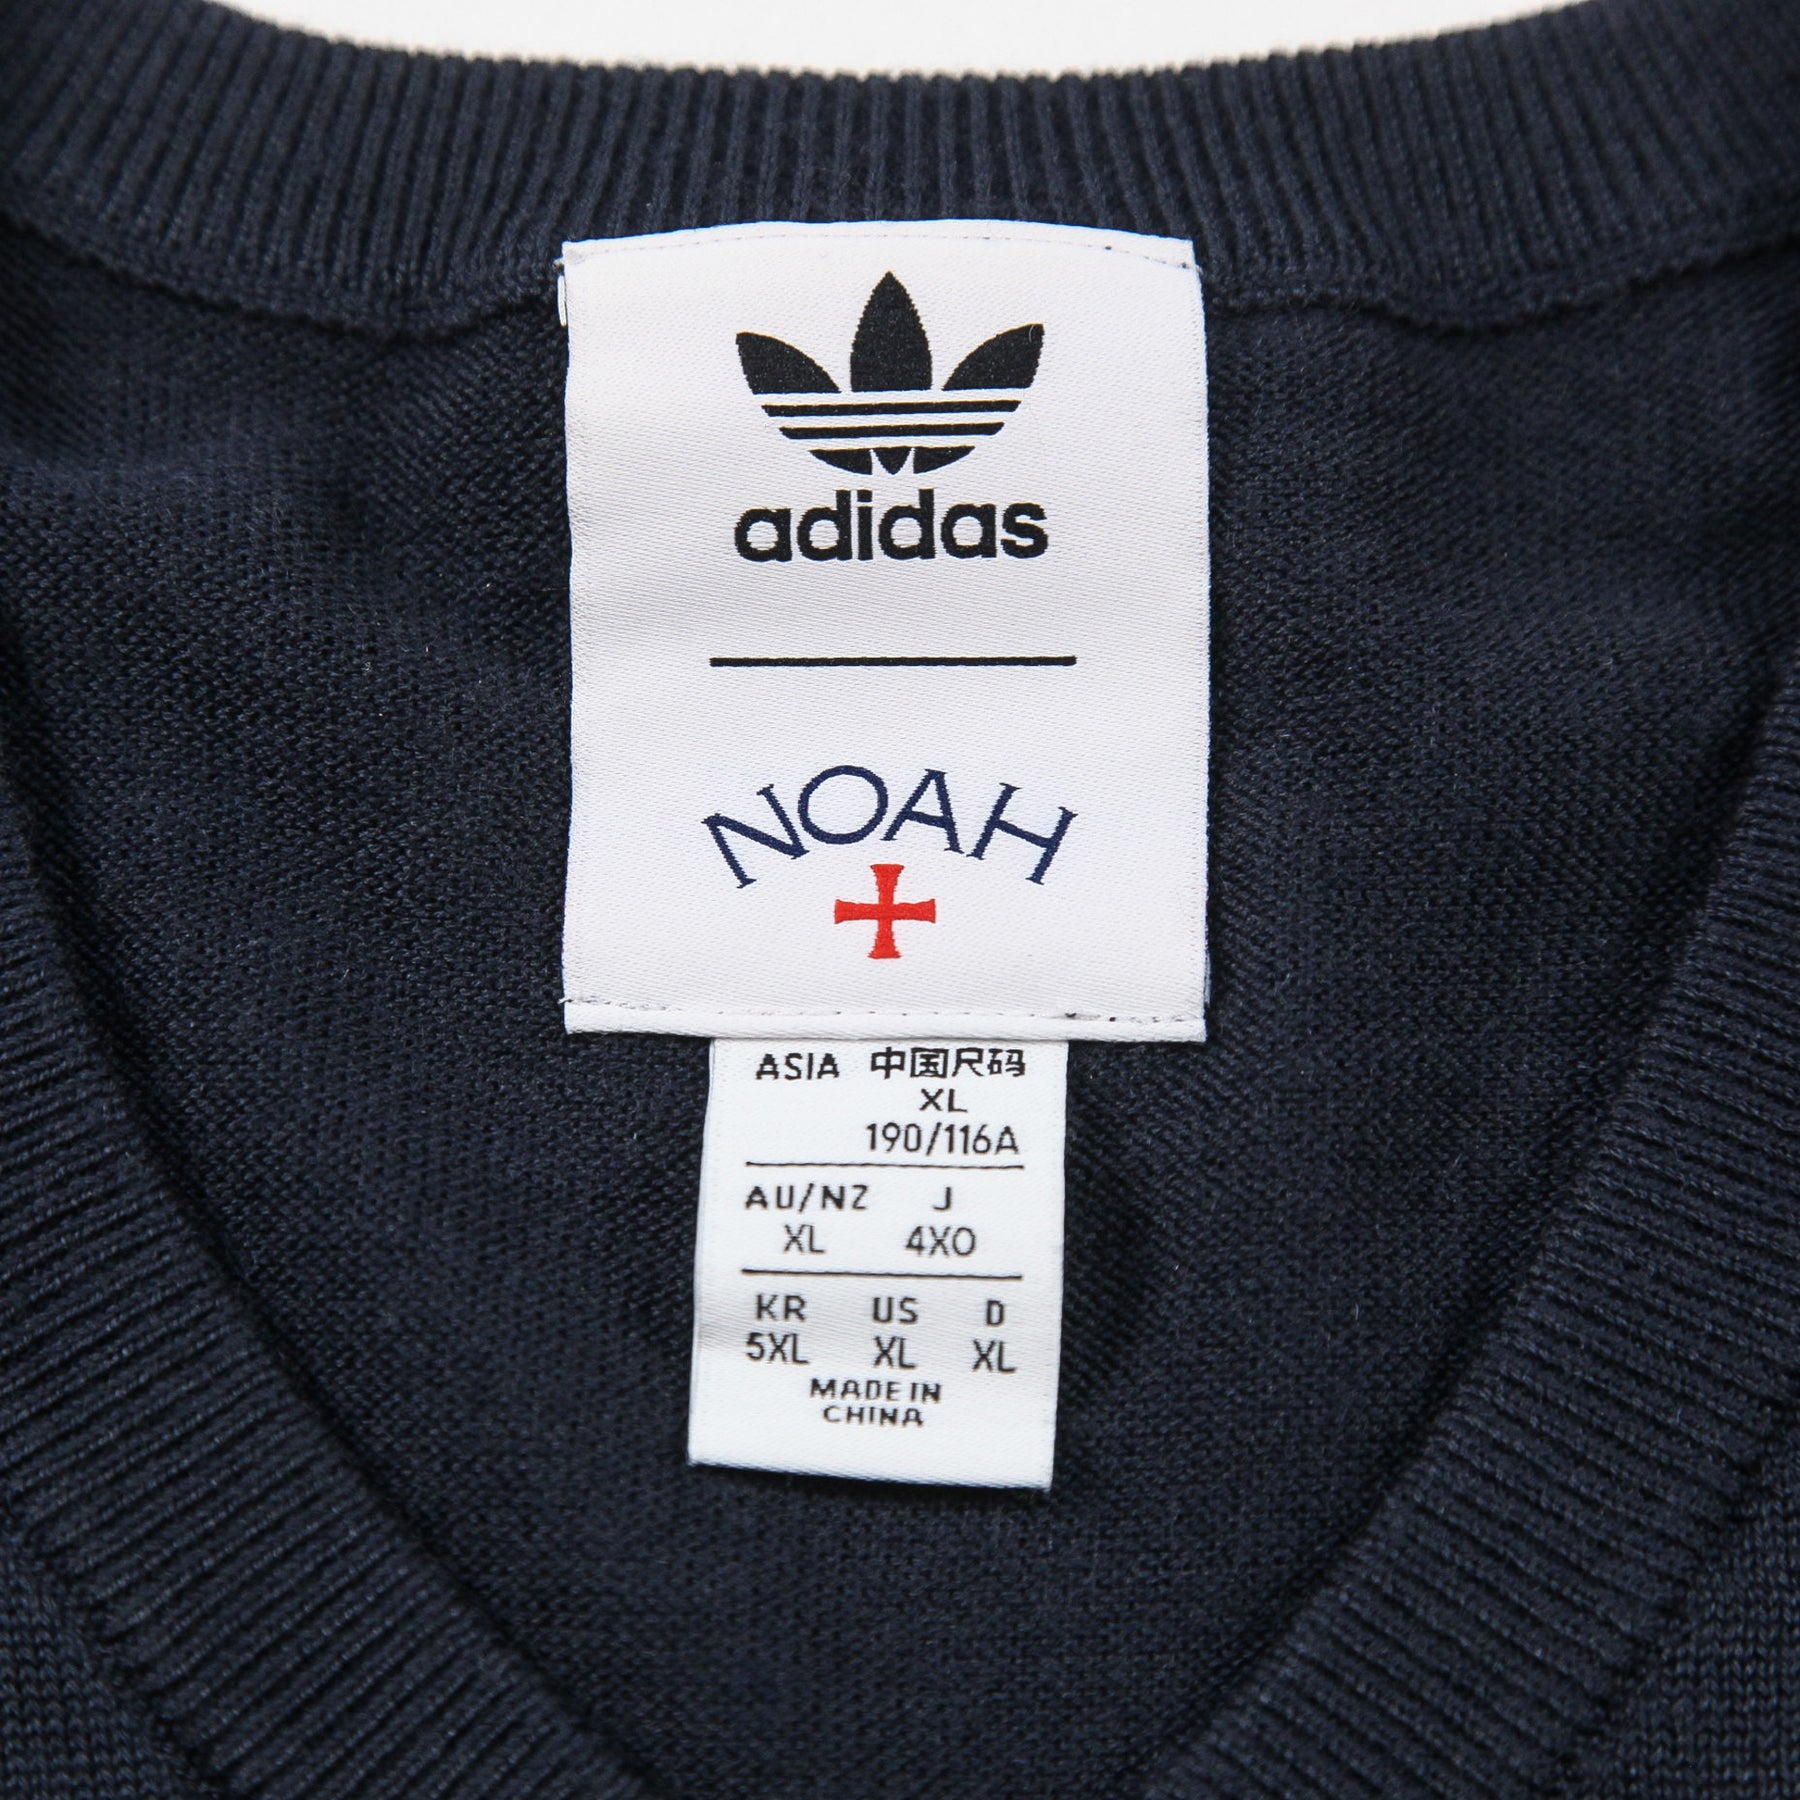 adidas
NOAH
ASIA 中国尺码
XL
190/116A
AU/NZ J
XL 4XO
KR US D
5XL XL XL
MADE IN
CHINA